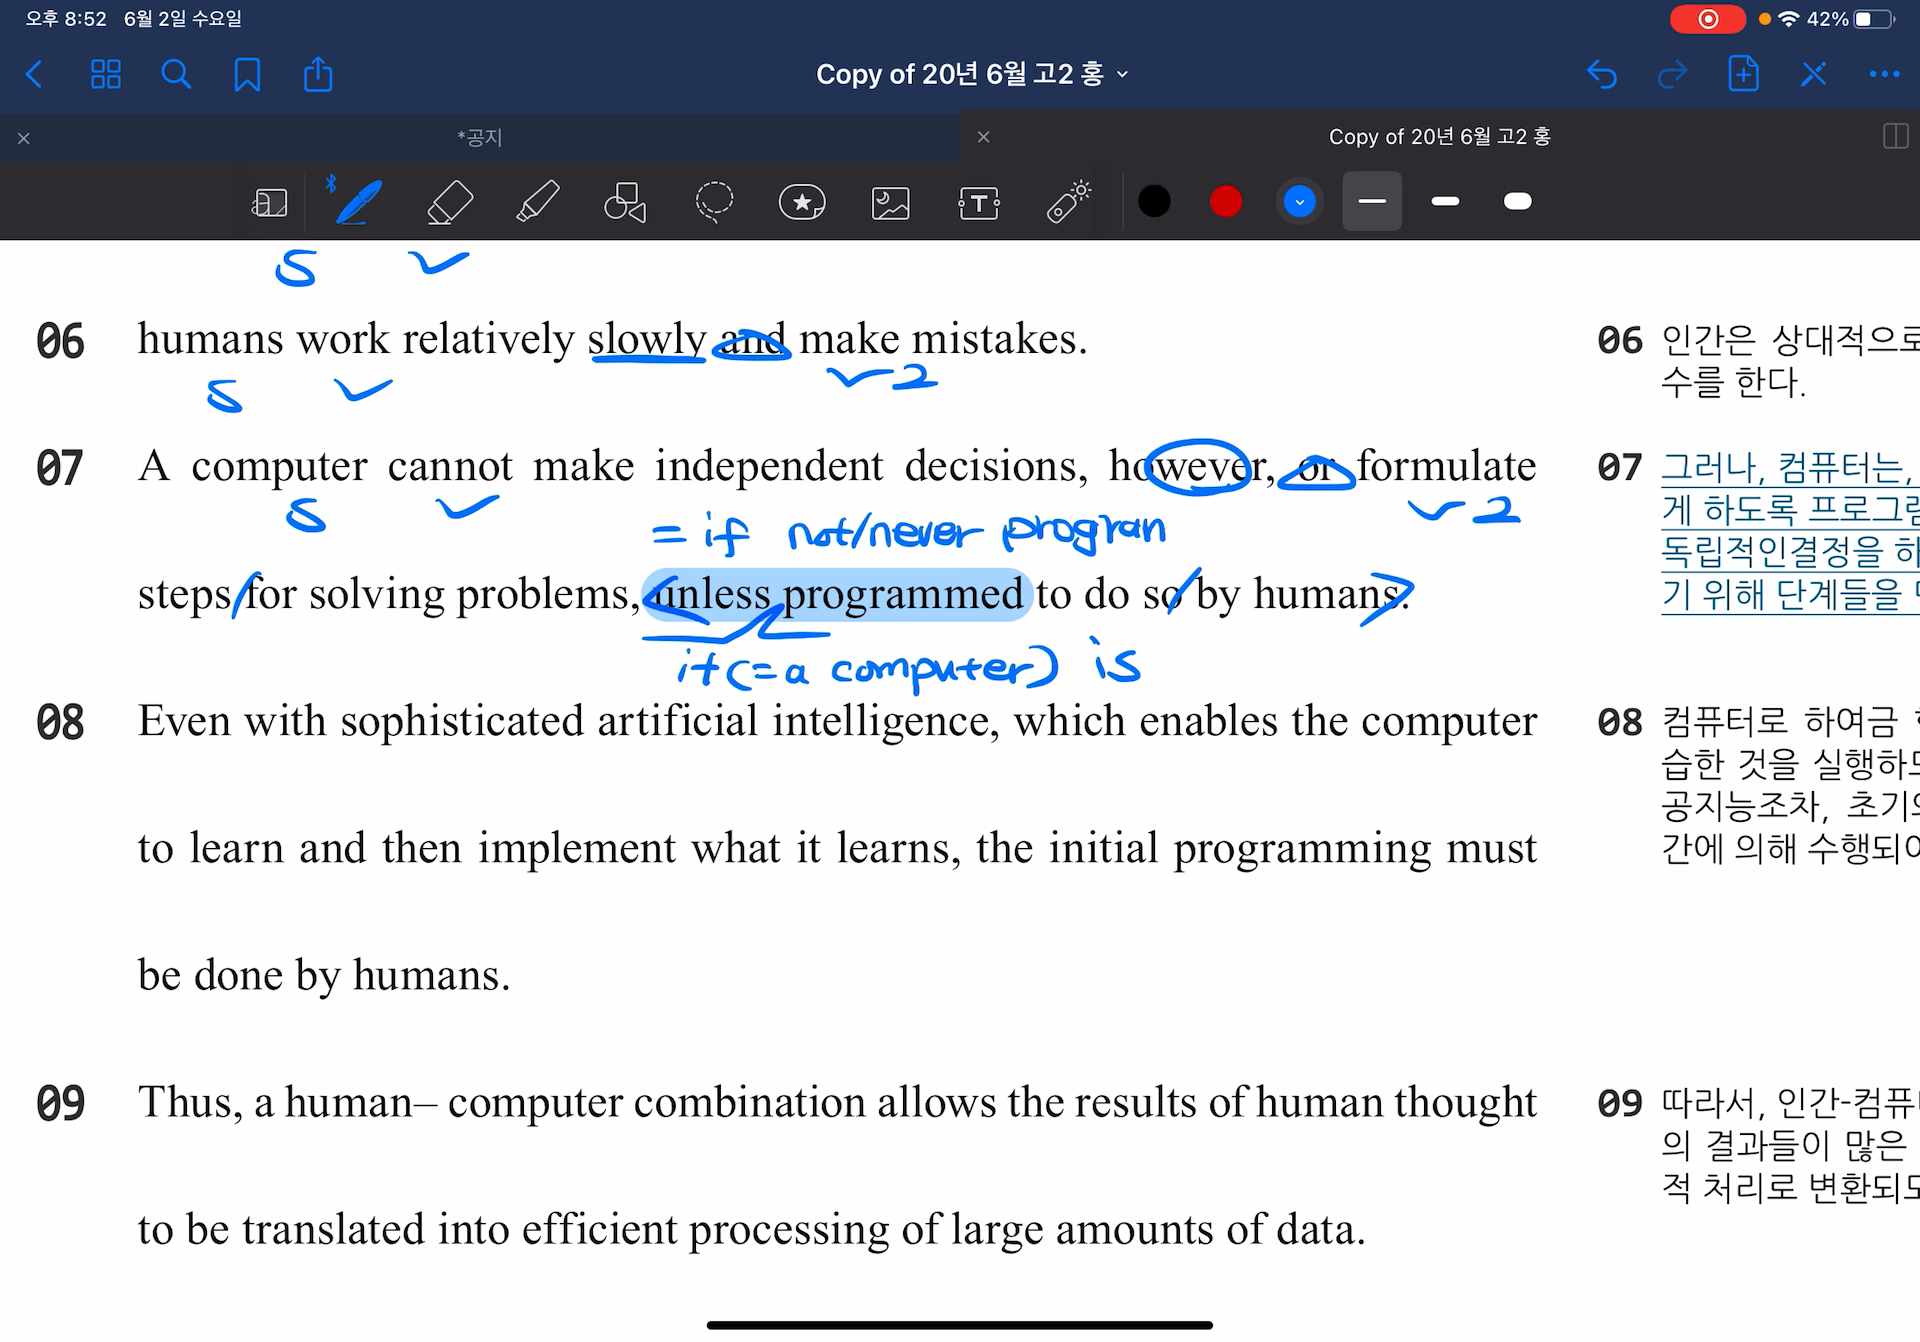 오후 8:52 6월 2일 수요일
42%
Copy of 20년 6월 고2 홍
*공지
Copy of 20년 6월 고2 홍
S V
06 humans work relatively slowly and make mistakes.
06 인간은 상대적으로
수를 한다.
S V V2
07 A computer cannot make independent decisions, however, or formulate
07 그러나, 컴퓨터는,
게 하도록 프로그램
독립적인결정을 하
기 위해 단계들을
S V V2
= if not/never program
steps for solving problems, unless programmed to do so by humans.
it(=a computer) is
08 Even with sophisticated artificial intelligence, which enables the computer
to learn and then implement what it learns, the initial programming must
be done by humans.
08 컴퓨터로 하여금
습한 것을 실행하도
공지능조차, 초기의
간에 의해 수행되어
09 Thus, a human– computer combination allows the results of human thought
to be translated into efficient processing of large amounts of data.
09 따라서, 인간-컴퓨터
의 결과들이 많은
적 처리로 변환되도